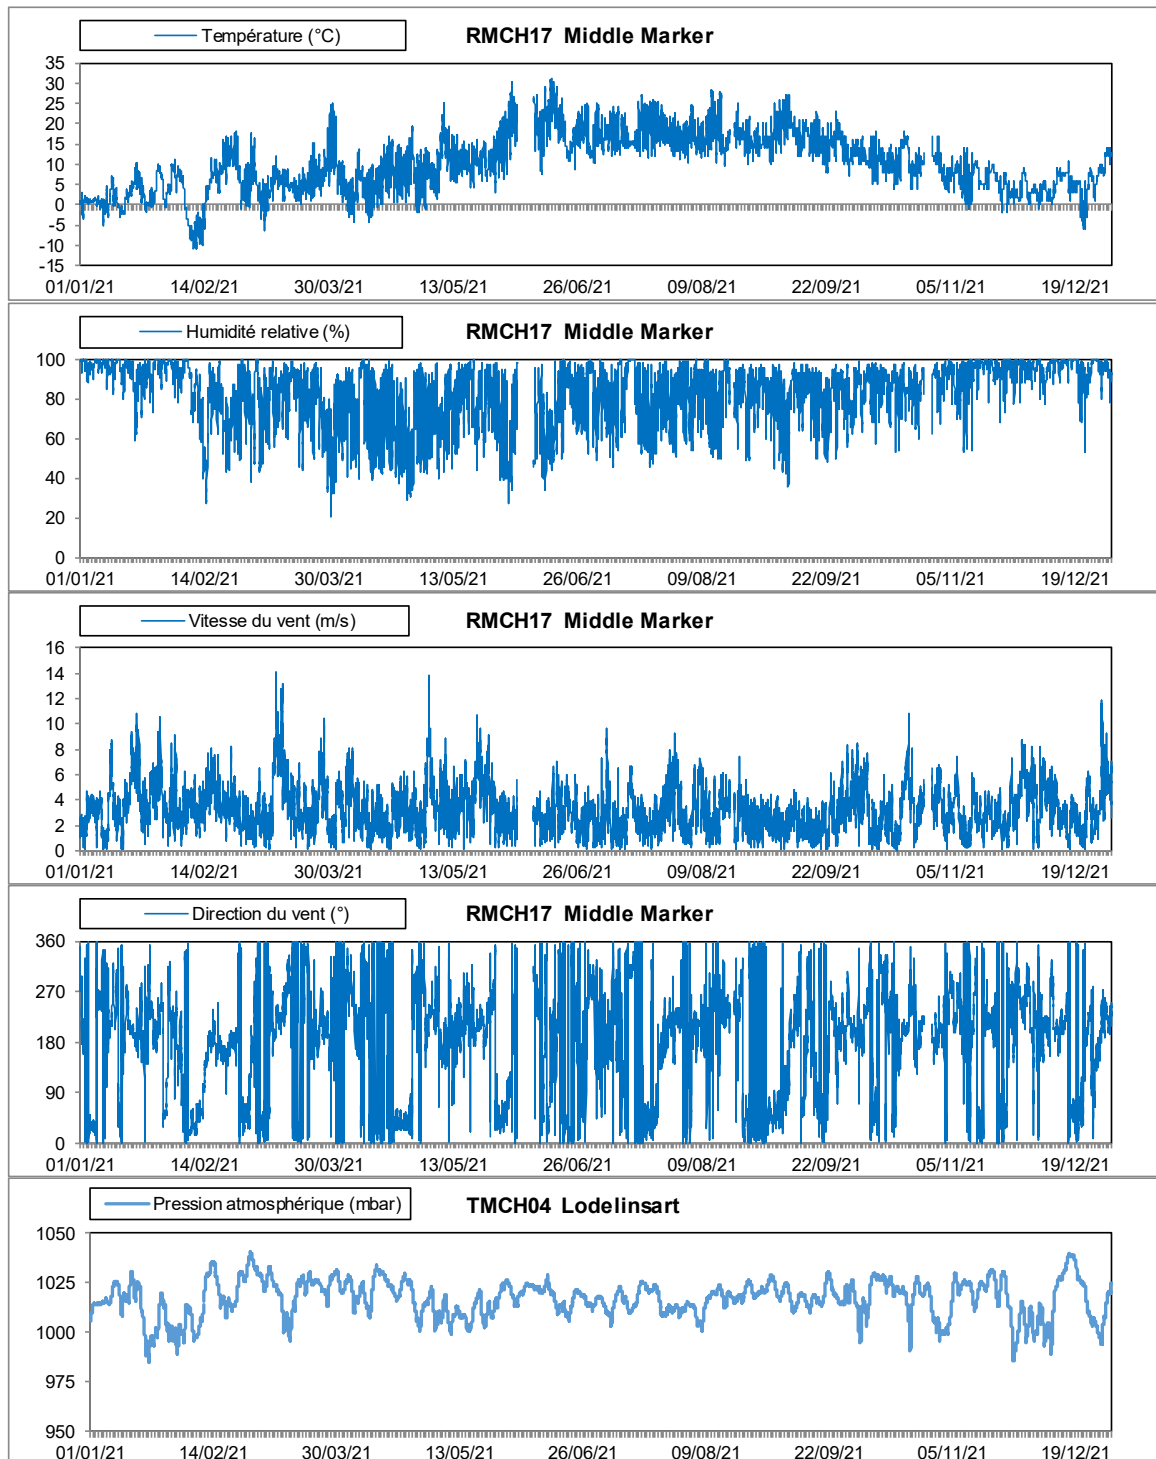 Température (°C)
RMCH17 Middle Marker
35
30
25
20
15
10
5
0
-5
-10
-15
01/01/21 14/02/21 30/03/21 13/05/21 26/06/21 09/08/21 22/09/21 05/11/21 19/12/21
Humidité relative (%)
RMCH17 Middle Marker
100
80
60
40
20
0
01/01/21 14/02/21 30/03/21 13/05/21 26/06/21 09/08/21 22/09/21 05/11/21 19/12/21
Vitesse du vent (m/s)
RMCH17 Middle Marker
16
14
12
10
8
6
4
2
0
01/01/21 14/02/21 30/03/21 13/05/21 26/06/21 09/08/21 22/09/21 05/11/21 19/12/21
Direction du vent (°)
RMCH17 Middle Marker
360
270
180
90
0
01/01/21 14/02/21 30/03/21 13/05/21 26/06/21 09/08/21 22/09/21 05/11/21 19/12/21
Pression atmosphérique (mbar)
TMCH04 Lodelinsart
1050
1025
1000
975
950
01/01/21 14/02/21 30/03/21 13/05/21 26/06/21 09/08/21 22/09/21 05/11/21 19/12/21